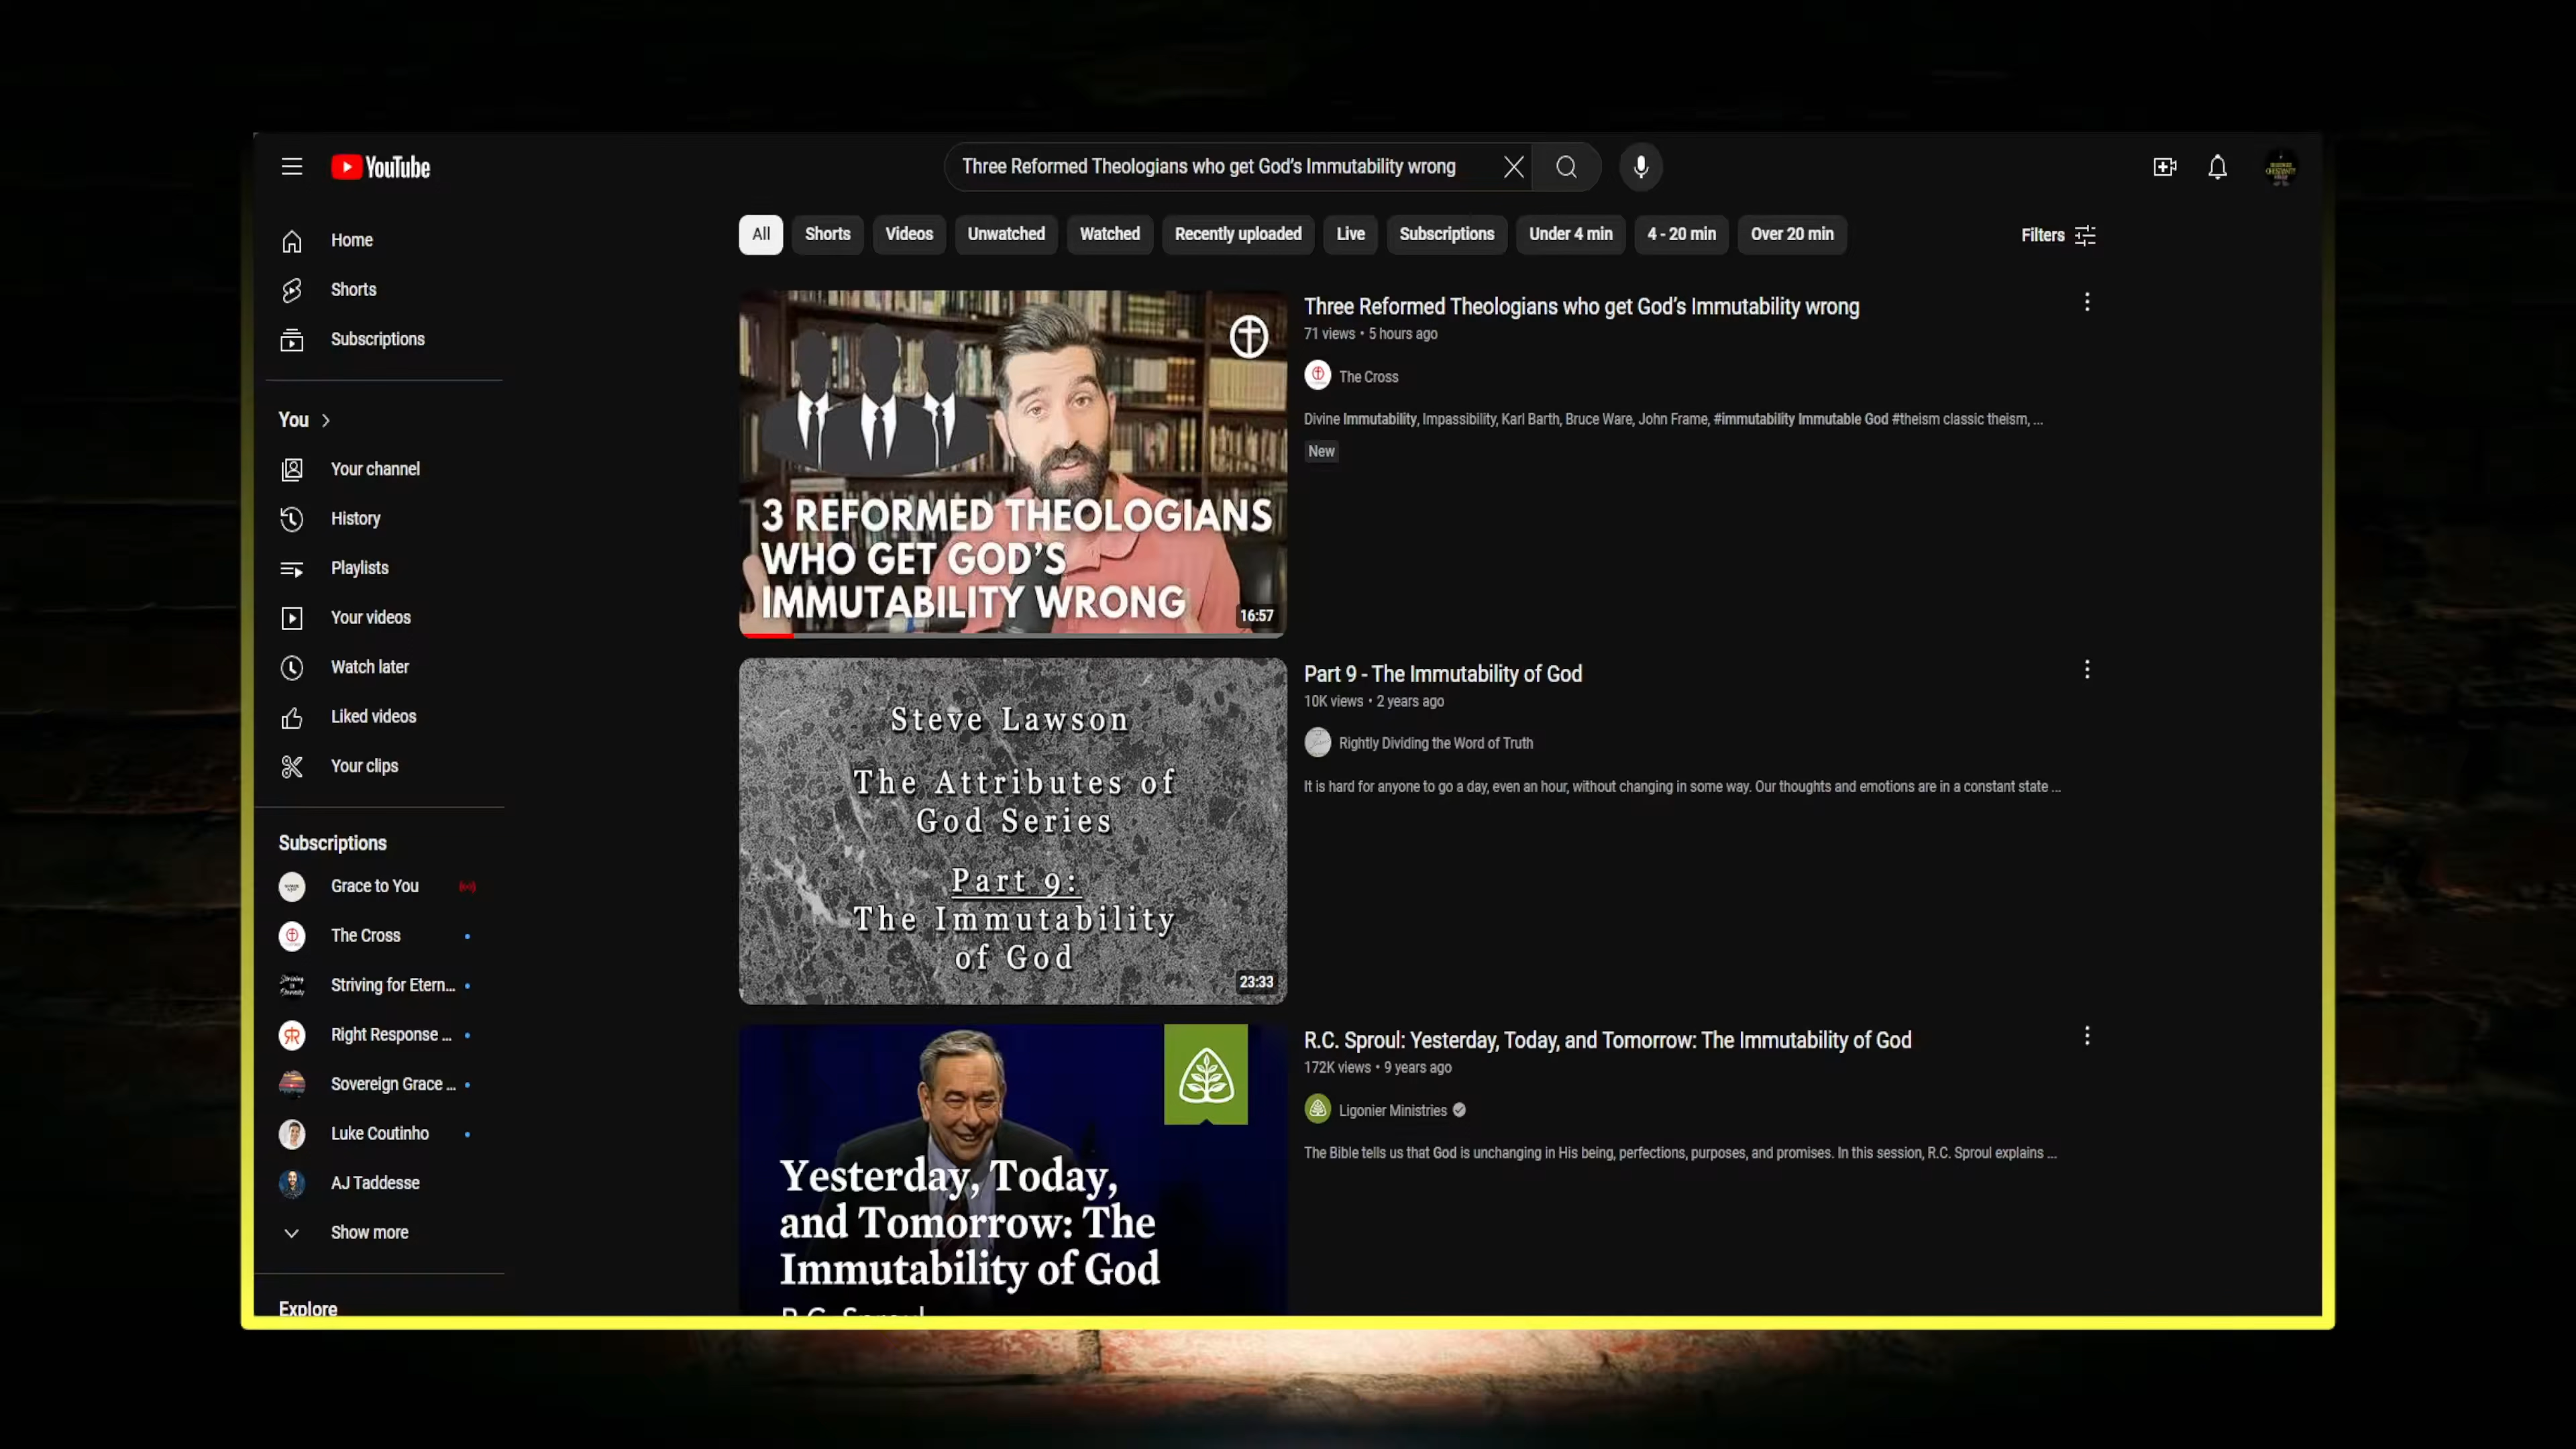 YouTube
Three Reformed Theologians who get God's Immutability wrong
All
Shorts
Videos
Unwatched
Watched
Recently uploaded
Live
Subscriptions
Under 4 min
4 - 20 min
Over 20 min
Filters
Home
Shorts
Subscriptions
You
Your channel
History
Playlists
Your videos
Watch later
Liked videos
Your clips
Subscriptions
Grace to You
The Cross
Striving for Etern...
Right Response ...
Sovereign Grace ...
Luke Coutinho
AJ Taddesse
Show more
Explore
3 REFORMED THEOLOGIANS
WHO GET GOD'S
IMMUTABILITY WRONG
16:57
Three Reformed Theologians who get God's Immutability wrong
71 views • 5 hours ago
The Cross
Divine Immutability, Impassibility, Karl Barth, Bruce Ware, John Frame, #immutability Immutable God #theism classic theism, ...
New
Steve Lawson
The Attributes of
God Series
Part 9:
The Immutability
of God
23:33
Part 9 - The Immutability of God
10K views • 2 years ago
Rightly Dividing the Word of Truth
It is hard for anyone to go a day, even an hour, without changing in some way. Our thoughts and emotions are in a constant state ...
Yesterday, Today,
and Tomorrow: The
Immutability of God
R.C. Sproul
R.C. Sproul: Yesterday, Today, and Tomorrow: The Immutability of God
172K views • 9 years ago
Ligonier Ministries
The Bible tells us that God is unchanging in His being, perfections, purposes, and promises. In this session, R.C. Sproul explains ...